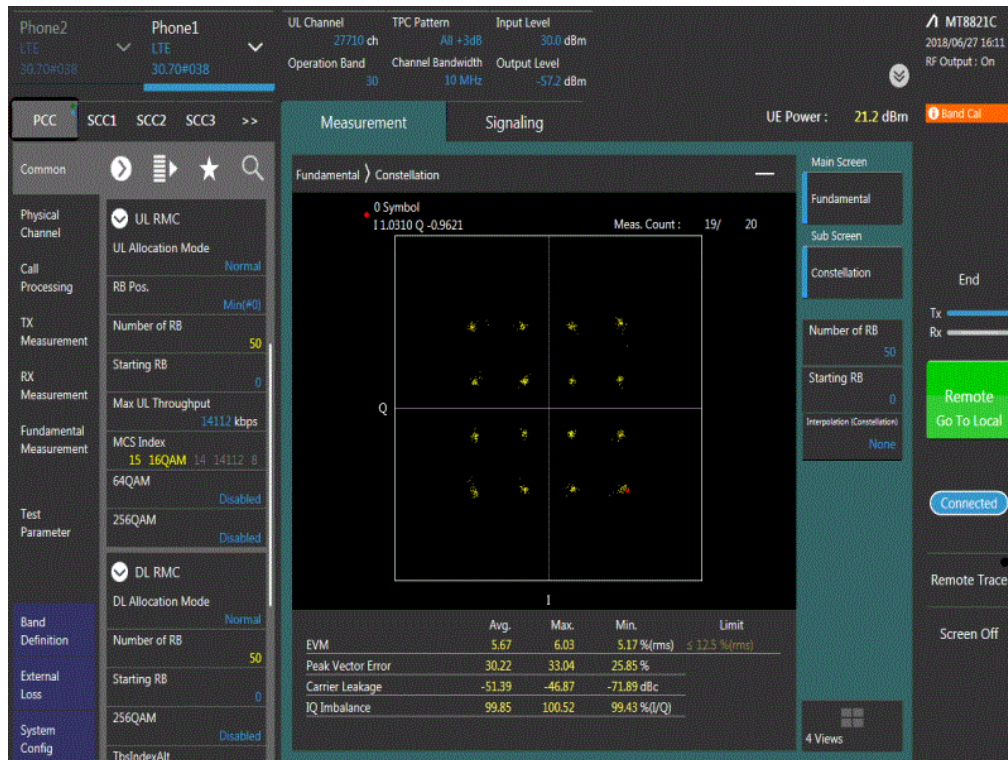 Phone2
LTE
30.70#038
Phone1
LTE
30.70#038
UL Channel
27710 ch
TPC Pattern
All +3dB
Input Level
30.0 dBm
Operation Band
30
Channel Bandwidth
10 MHz
Output Level
-57.2 dBm
MT8821C
2018/06/27 16:11
RF Output : On
PCC SCC1 SCC2 SCC3 >>
Measurement
Signaling
UE Power : 21.2 dBm
Band Cal
Common
Physical
Channel
Call
Processing
TX
Measurement
RX
Measurement
Fundamental
Measurement
Test
Parameter
Band
Definition
External
Loss
System
Config
UL RMC
UL Allocation Mode
Normal
RB Pos.
Min(#0)
Number of RB
50
Starting RB
0
Max UL Throughput
14112 kbps
MCS Index
15 16QAM 14 14112 8
64QAM
Disabled
256QAM
Disabled
DL RMC
DL Allocation Mode
Normal
Number of RB
50
Starting RB
0
256QAM
Disabled
TbsIndexAlt
Fundamental Constellation
0 Symbol
I 1.0310 Q -0.9621
Meas. Count : 19/ 20
Q
I
Avg. Max. Min. Limit
EVM 5.67 6.03 5.17 %(rms) ≤ 12.5 %(rms)
Peak Vector Error 30.22 33.04 25.85 %
Carrier Leakage -51.39 -46.87 -71.89 dBc
IQ Imbalance 99.85 100.52 99.43 %(I/Q)
Main Screen
Fundamental
Sub Screen
Constellation
Number of RB
50
Starting RB
0
Interpolation (Constellation)
None
4 Views
End
Tx
Rx
Remote
Go To Local
Connected
Remote Trace
Screen Off